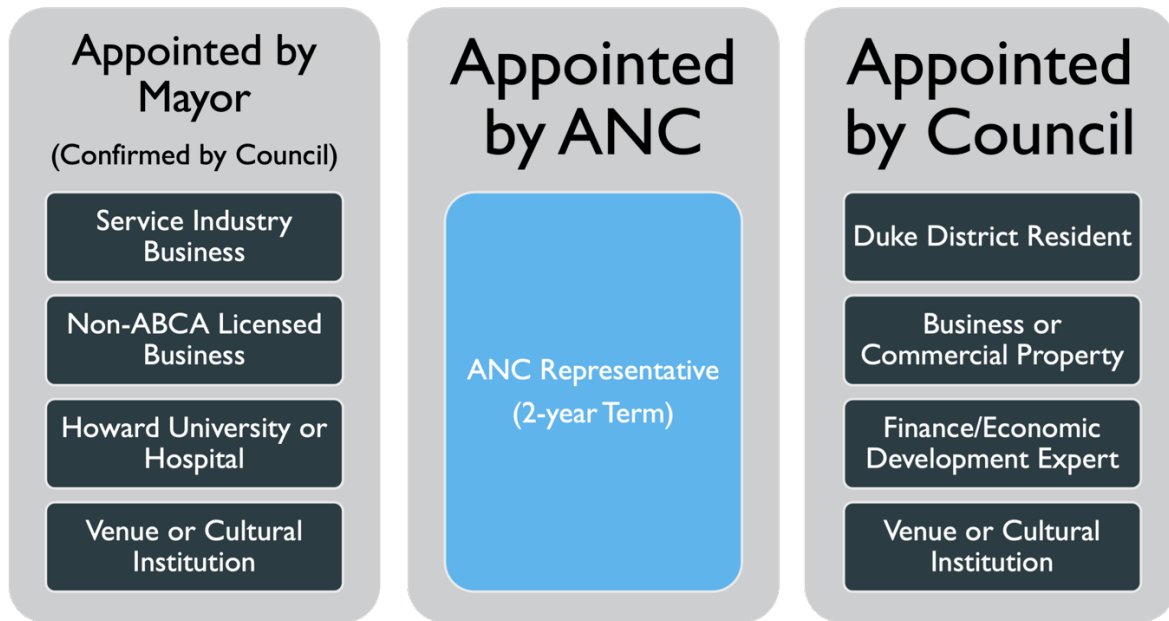 Appointed by
Mayor
(Confirmed by Council)
Service Industry
Business
Non-ABCA Licensed
Business
Howard University or
Hospital
Venue or Cultural
Institution
Appointed
by ANC
ANC Representative
(2-year Term)
Appointed
by Council
Duke District Resident
Business or
Commercial Property
Finance/Economic
Development Expert
Venue or Cultural
Institution